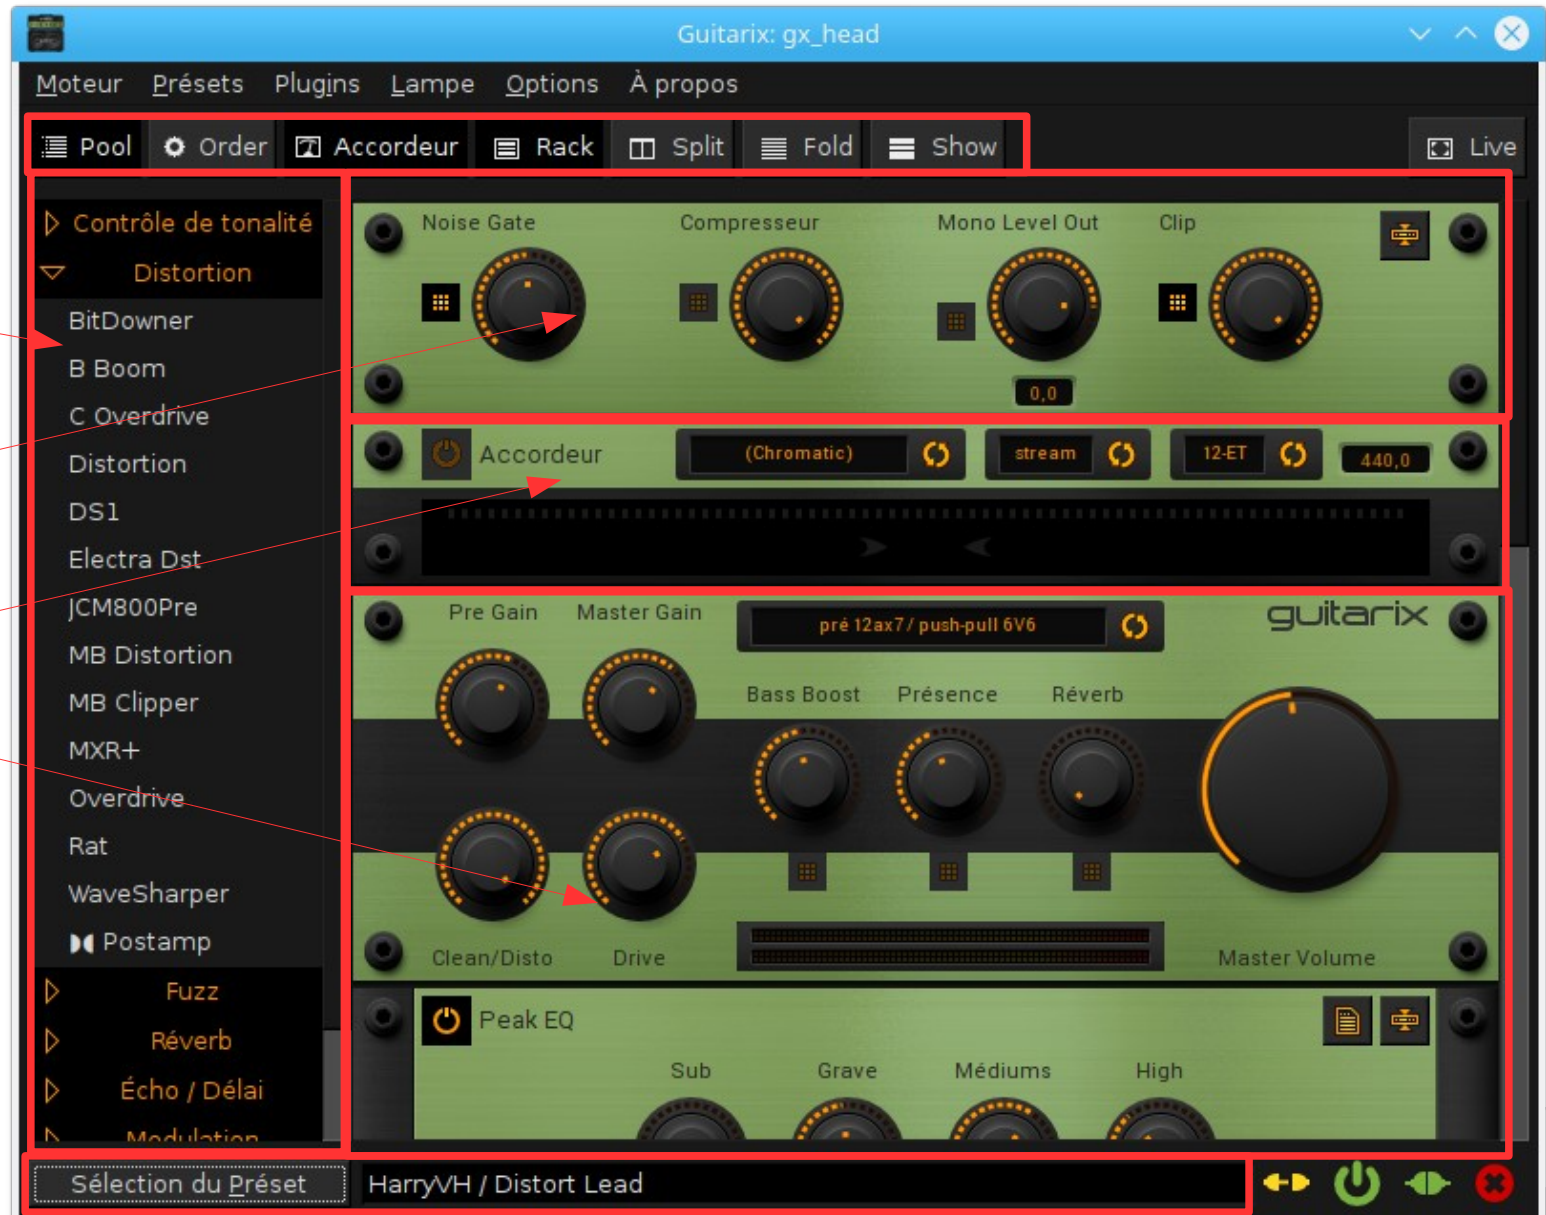 Guitarix: gx_head
Moteur Présets Plugins Lampe Options À propos
Pool Order Accordeur Rack Split Fold Show Live
Contrôle de tonalité
Distortion
BitDowner
B Boom
C Overdrive
Distortion
DS1
Electra Dst
JCM800Pre
MB Distortion
MB Clipper
MXR+
Overdrive
Rat
WaveSharper
Postamp
Fuzz
Réverb
Écho / Délai
Modulation
Noise Gate Compresseur Mono Level Out Clip
0,0
Accordeur (Chromatic) stream 12-ET 440,0
Pre Gain Master Gain pré 12ax7/ push-pull 6V6 guitarix
Bass Boost Présence Réverb
Clean/Disto Drive Master Volume
Peak EQ
Sub Grave Médiums High
Sélection du Préset HarryVH / Distort Lead